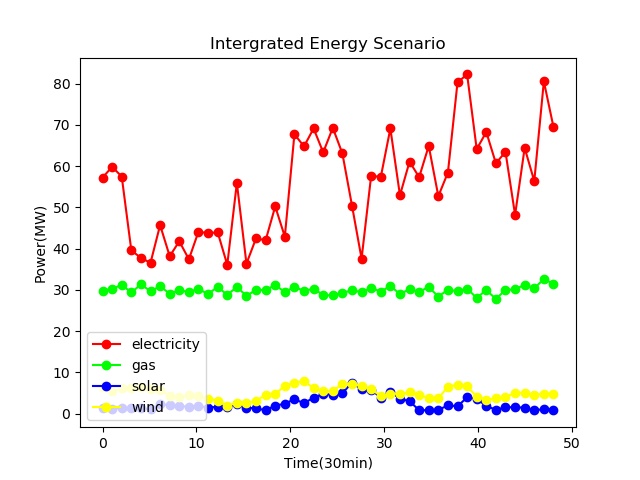 Intergrated Energy Scenario
Power(MW)
80
70
60
50
40
30
20
10
0
electricity
gas
solar
wind
0 10 20 30 40 50
Time(30min)